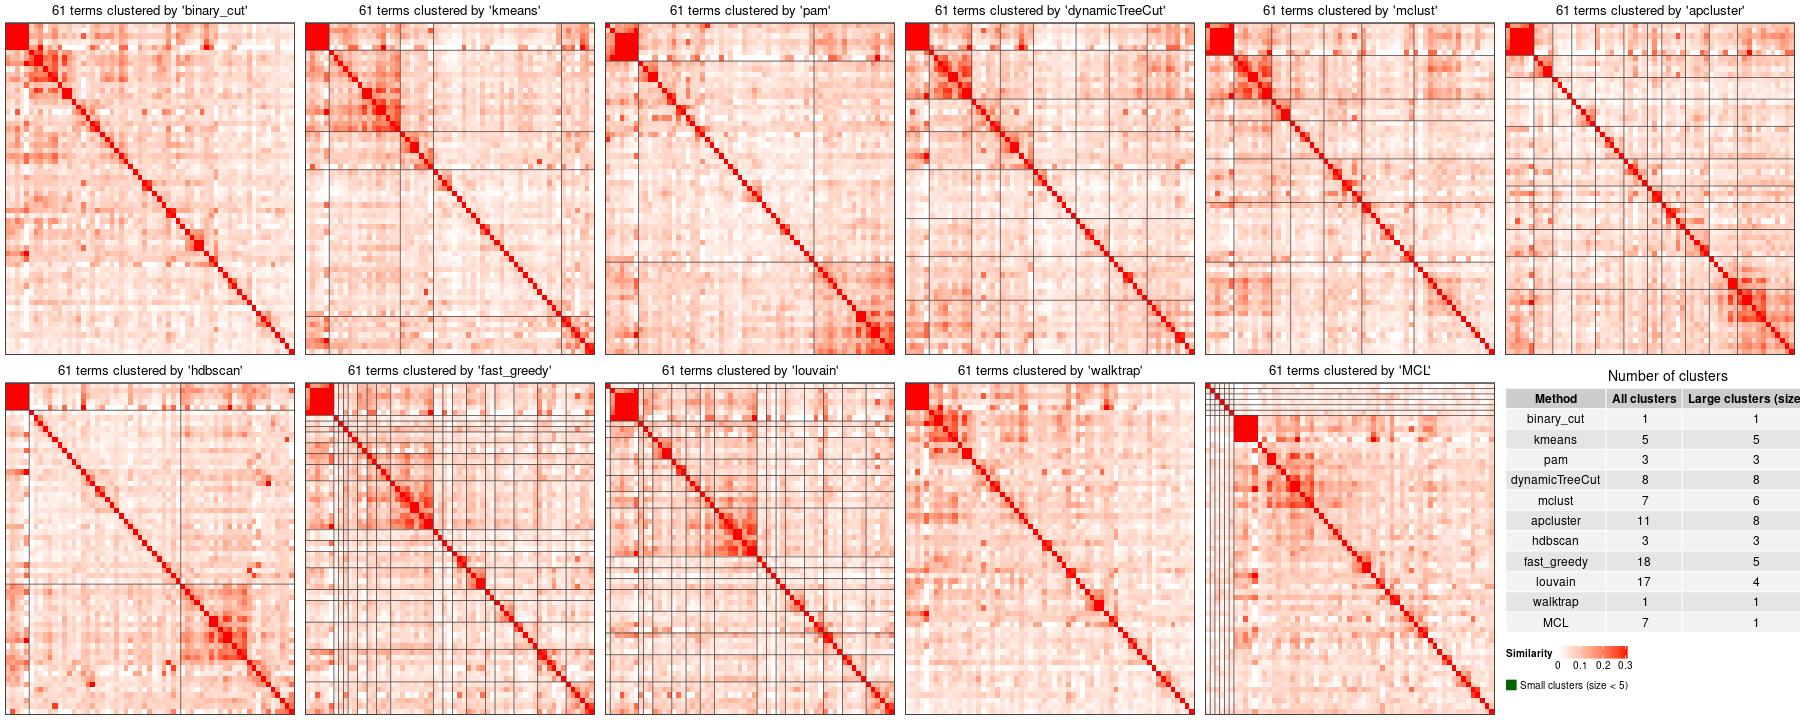 61 terms clustered by 'binary_cut'
61 terms clustered by 'kmeans'
61 terms clustered by 'pam'
61 terms clustered by 'dynamicTreeCut'
61 terms clustered by 'mclust'
61 terms clustered by 'apcluster'
61 terms clustered by 'hdbscan'
61 terms clustered by 'fast_greedy'
61 terms clustered by 'louvain'
61 terms clustered by 'walktrap'
61 terms clustered by 'MCL'
Number of clusters
Method All clusters Large clusters (size
binary_cut 1 1
kmeans 5 5
pam 3 3
dynamicTreeCut 8 8
mclust 7 6
apcluster 11 8
hdbscan 3 3
fast_greedy 18 5
louvain 17 4
walktrap 1 1
MCL 7 1
Similarity
0 0.1 0.2 0.3
Small clusters (size < 5)